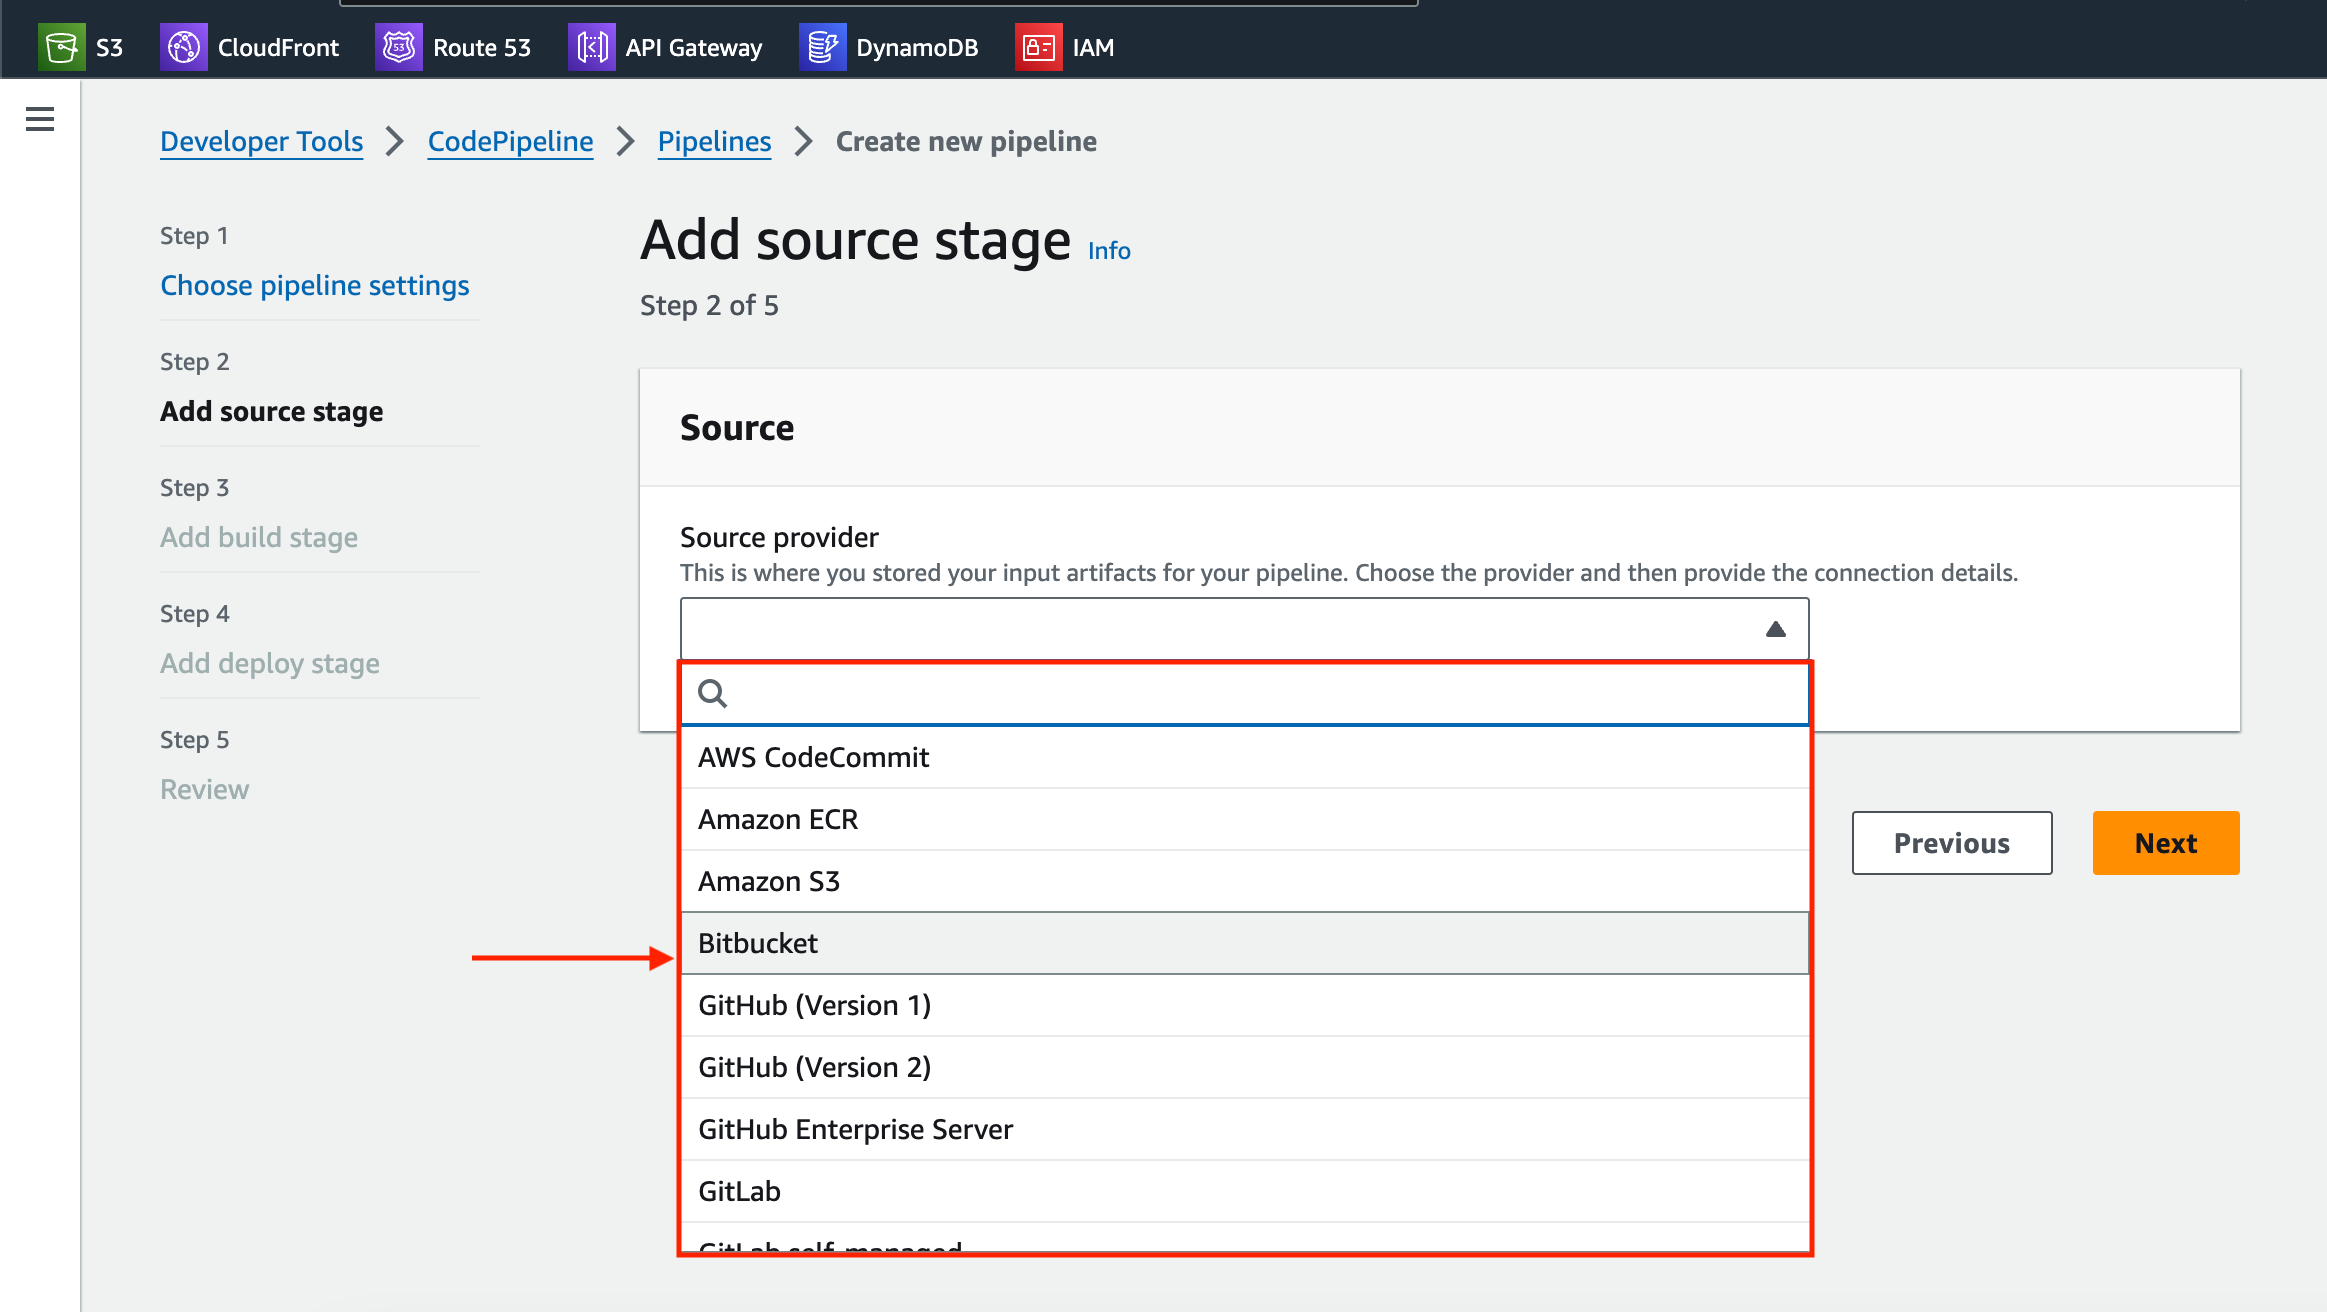 S3 CloudFront Route 53 API Gateway DynamoDB IAM
Developer Tools CodePipeline Pipelines Create new pipeline
Step 1
Choose pipeline settings
Step 2
Add source stage
Step 3
Add build stage
Step 4
Add deploy stage
Step 5
Review
Add source stage Info
Step 2 of 5
Source
Source provider
This is where you stored your input artifacts for your pipeline. Choose the provider and then provide the connection details.
AWS CodeCommit
Amazon ECR
Amazon S3
Bitbucket
GitHub (Version 1)
GitHub (Version 2)
GitHub Enterprise Server
GitLab
GitLab self-managed
Previous Next